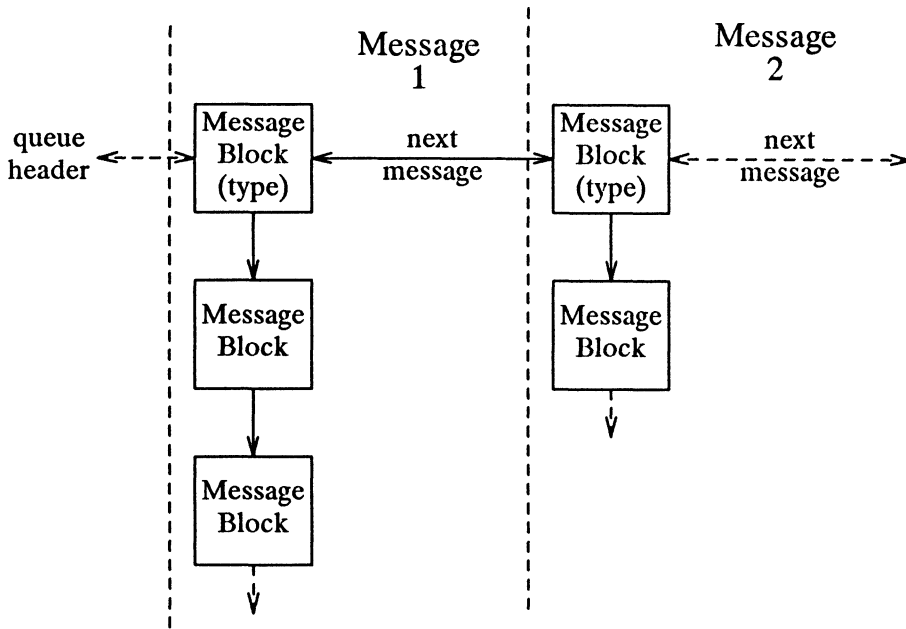 Message
1
Message
2
queue
header
Message
Block
(type)
next
message
Message
Block
(type)
next
message
Message
Block
Message
Block
Message
Block